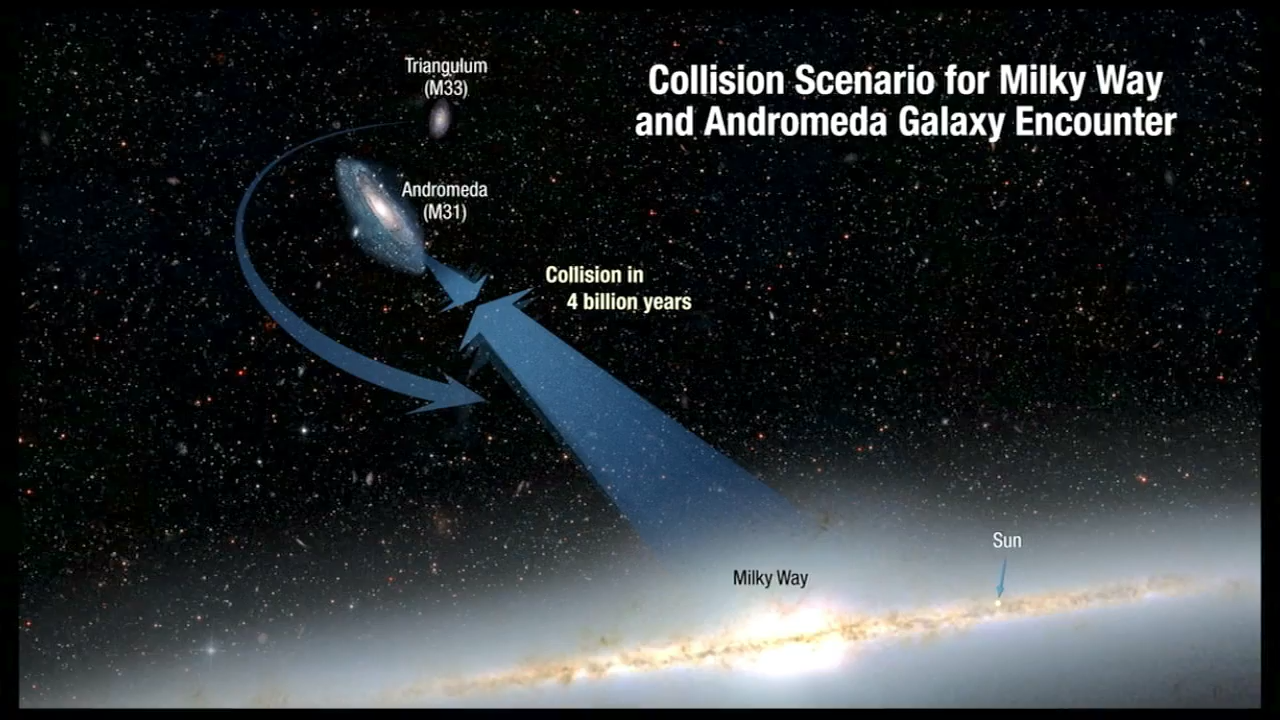 Collision Scenario for Milky Way
and Andromeda Galaxy Encounter
Triangulum
(M33)
Andromeda
(M31)
Collision in
4 billion years
Sun
Milky Way